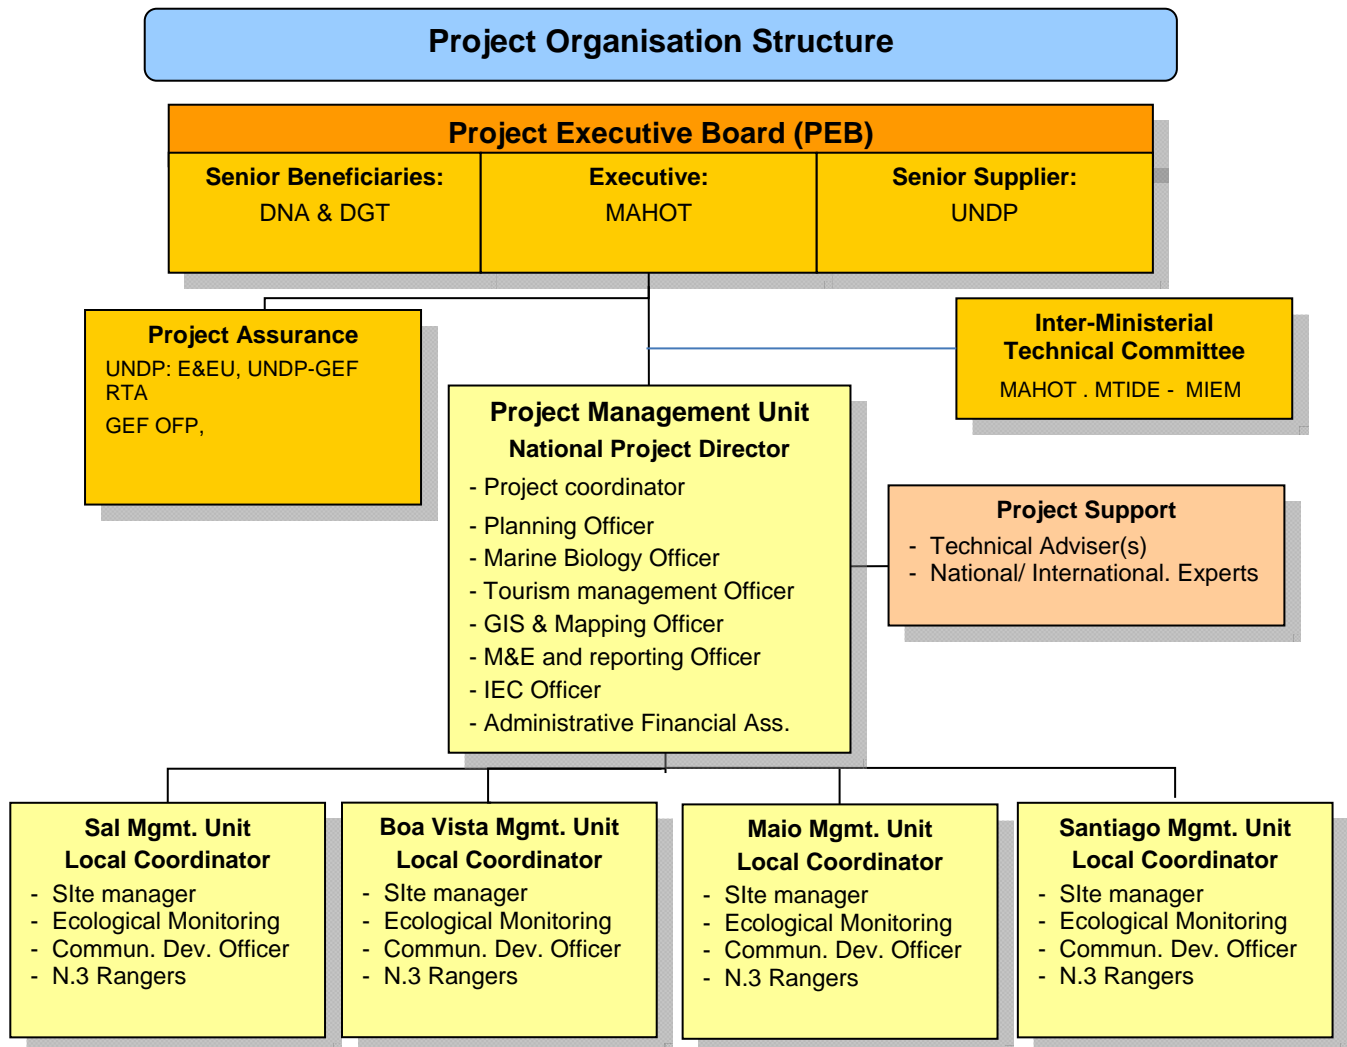 Project Organisation Structure
Project Executive Board (PEB)
Senior Beneficiaries:
DNA & DGT
Executive:
MAHOT
Senior Supplier:
UNDP
Project Assurance
UNDP: E&EU, UNDP-GEF
RTA
GEF OFP,
Inter-Ministerial
Technical Committee
MAHOT . MTIDE - MIEM
Project Management Unit
National Project Director
- Project coordinator
- Planning Officer
- Marine Biology Officer
- Tourism management Officer
- GIS & Mapping Officer
- M&E and reporting Officer
- IEC Officer
- Administrative Financial Ass.
Project Support
- Technical Adviser(s)
- National/ International. Experts
Sal Mgmt. Unit
Local Coordinator
- SIte manager
- Ecological Monitoring
- Commun. Dev. Officer
- N.3 Rangers
Boa Vista Mgmt. Unit
Local Coordinator
- SIte manager
- Ecological Monitoring
- Commun. Dev. Officer
- N.3 Rangers
Maio Mgmt. Unit
Local Coordinator
- SIte manager
- Ecological Monitoring
- Commun. Dev. Officer
- N.3 Rangers
Santiago Mgmt. Unit
Local Coordinator
- SIte manager
- Ecological Monitoring
- Commun. Dev. Officer
- N.3 Rangers